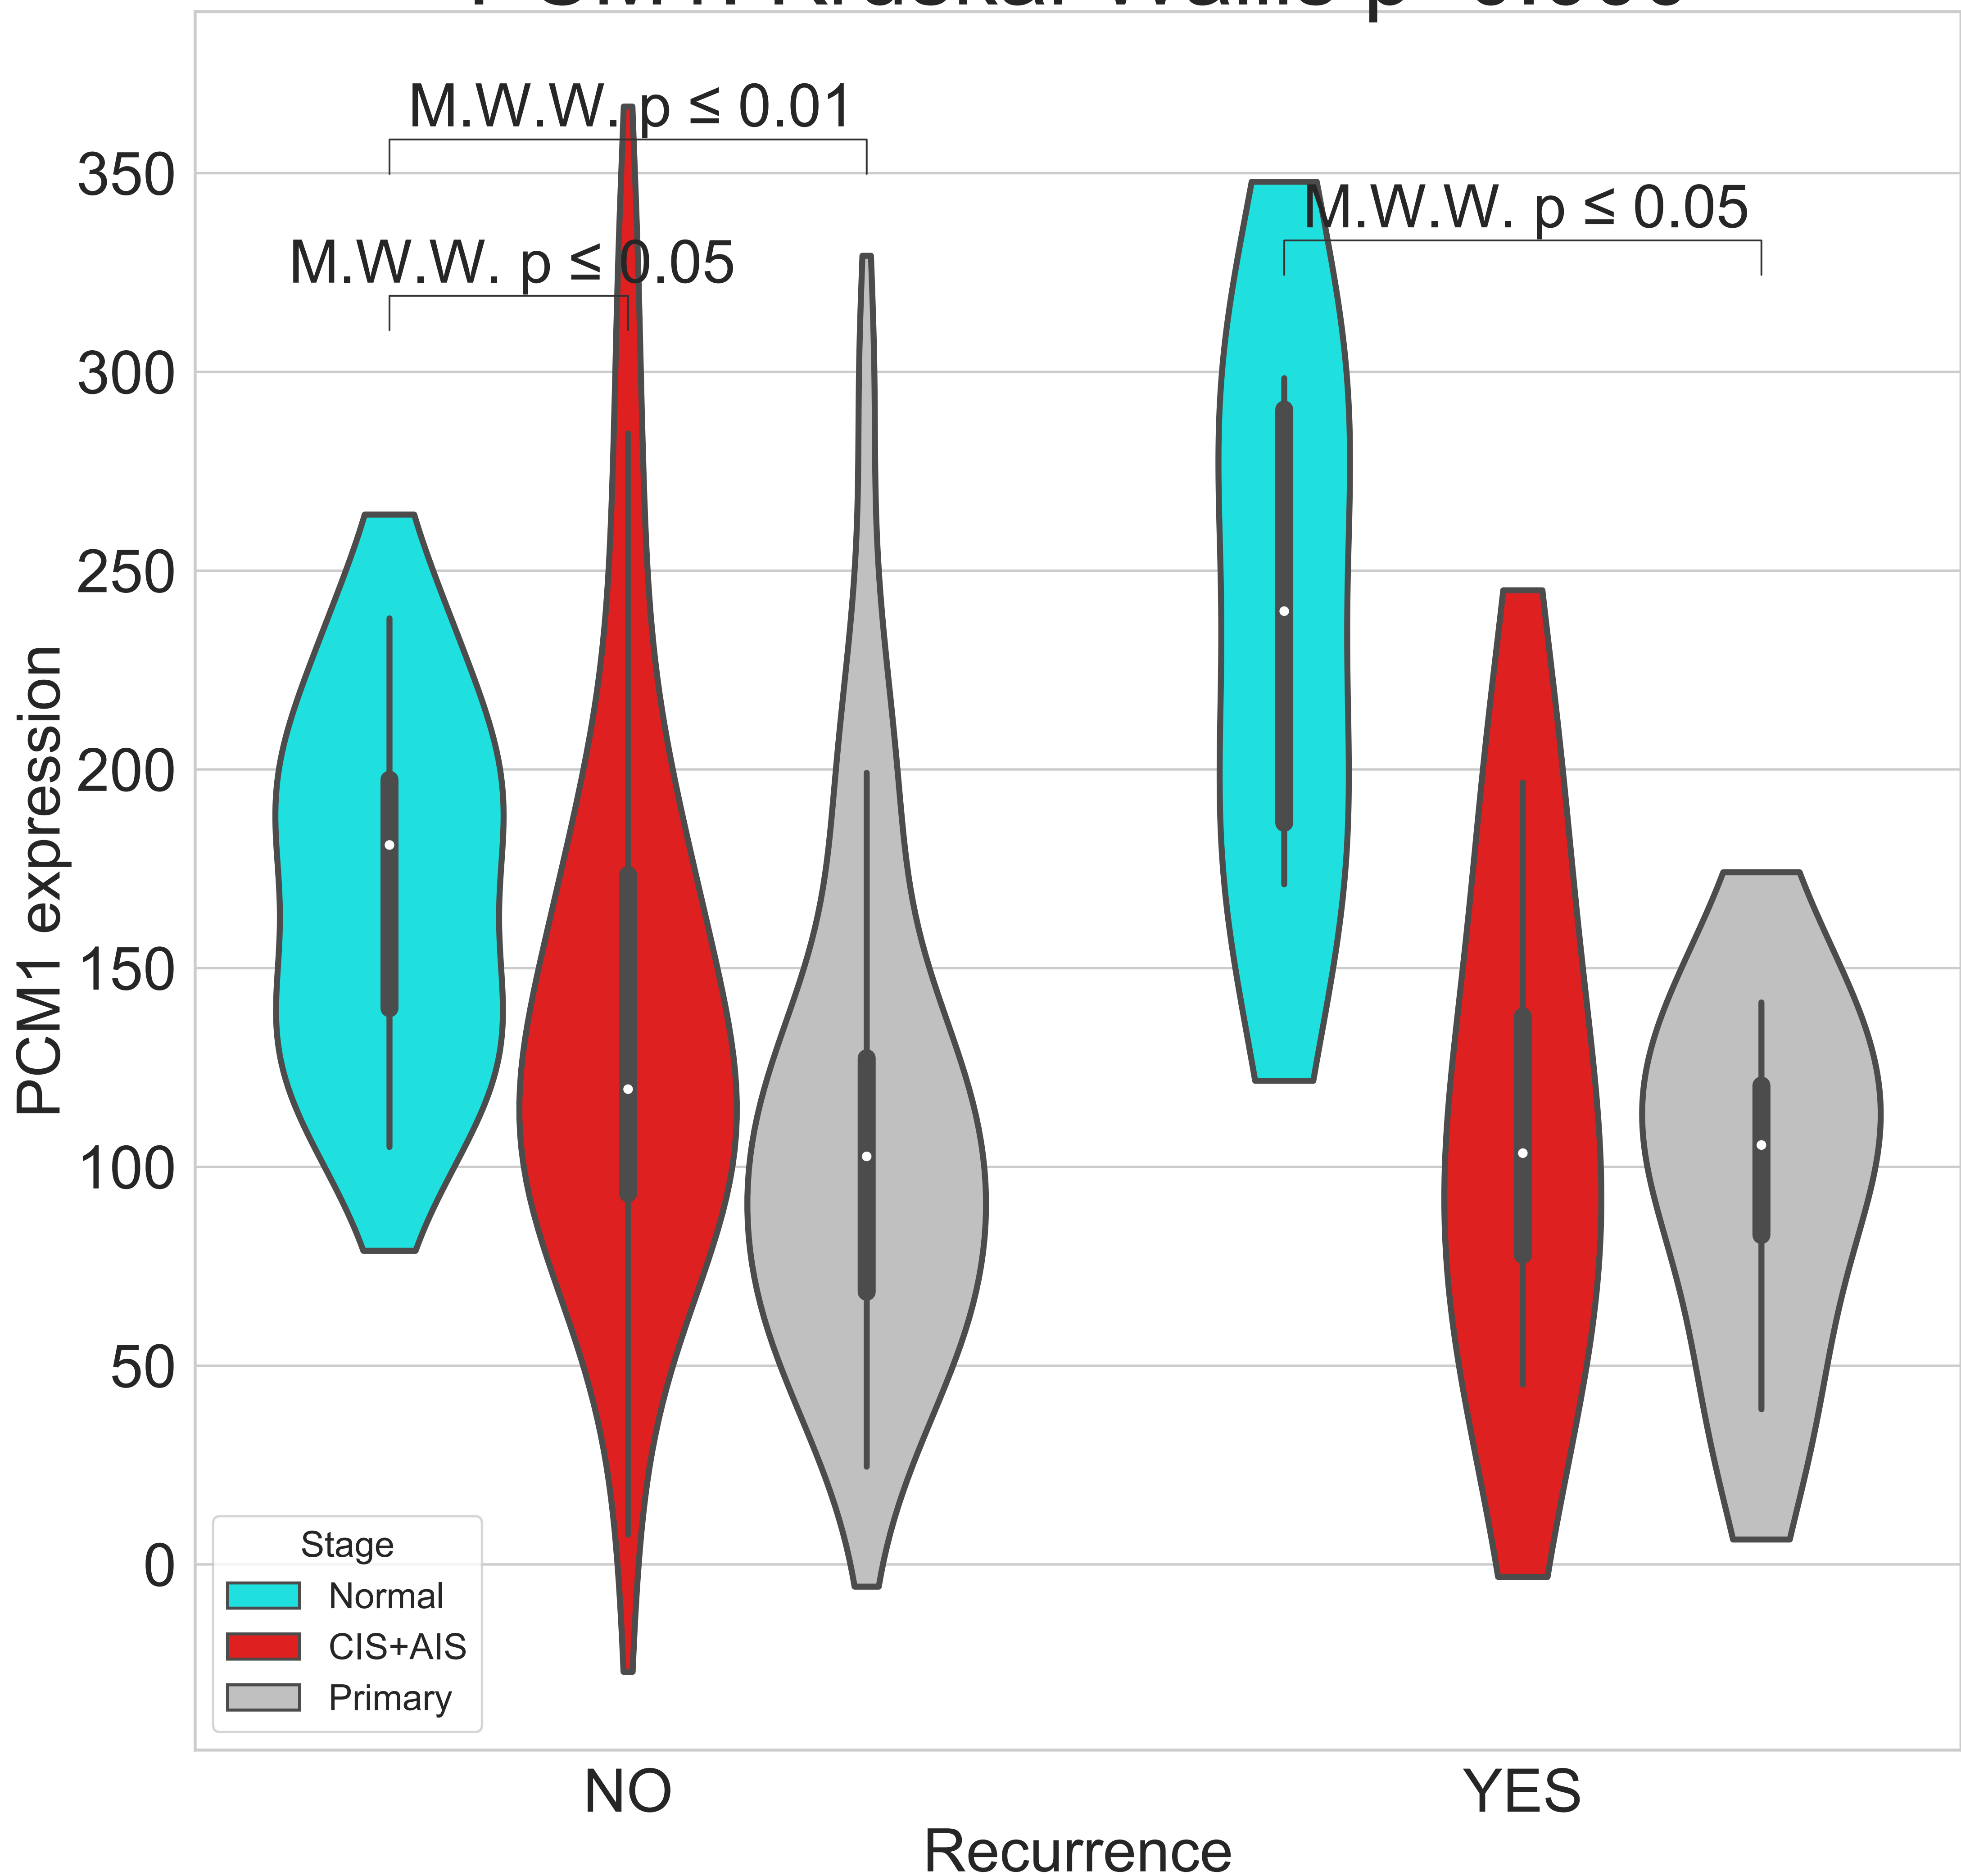 M.W.W. p ≤ 0.01
M.W.W. p ≤ 0.05
M.W.W. p ≤ 0.05
350
300
250
200
150
100
50
0
PCM1 expression
Stage
Normal
CIS+AIS
Primary
NO
YES
Recurrence